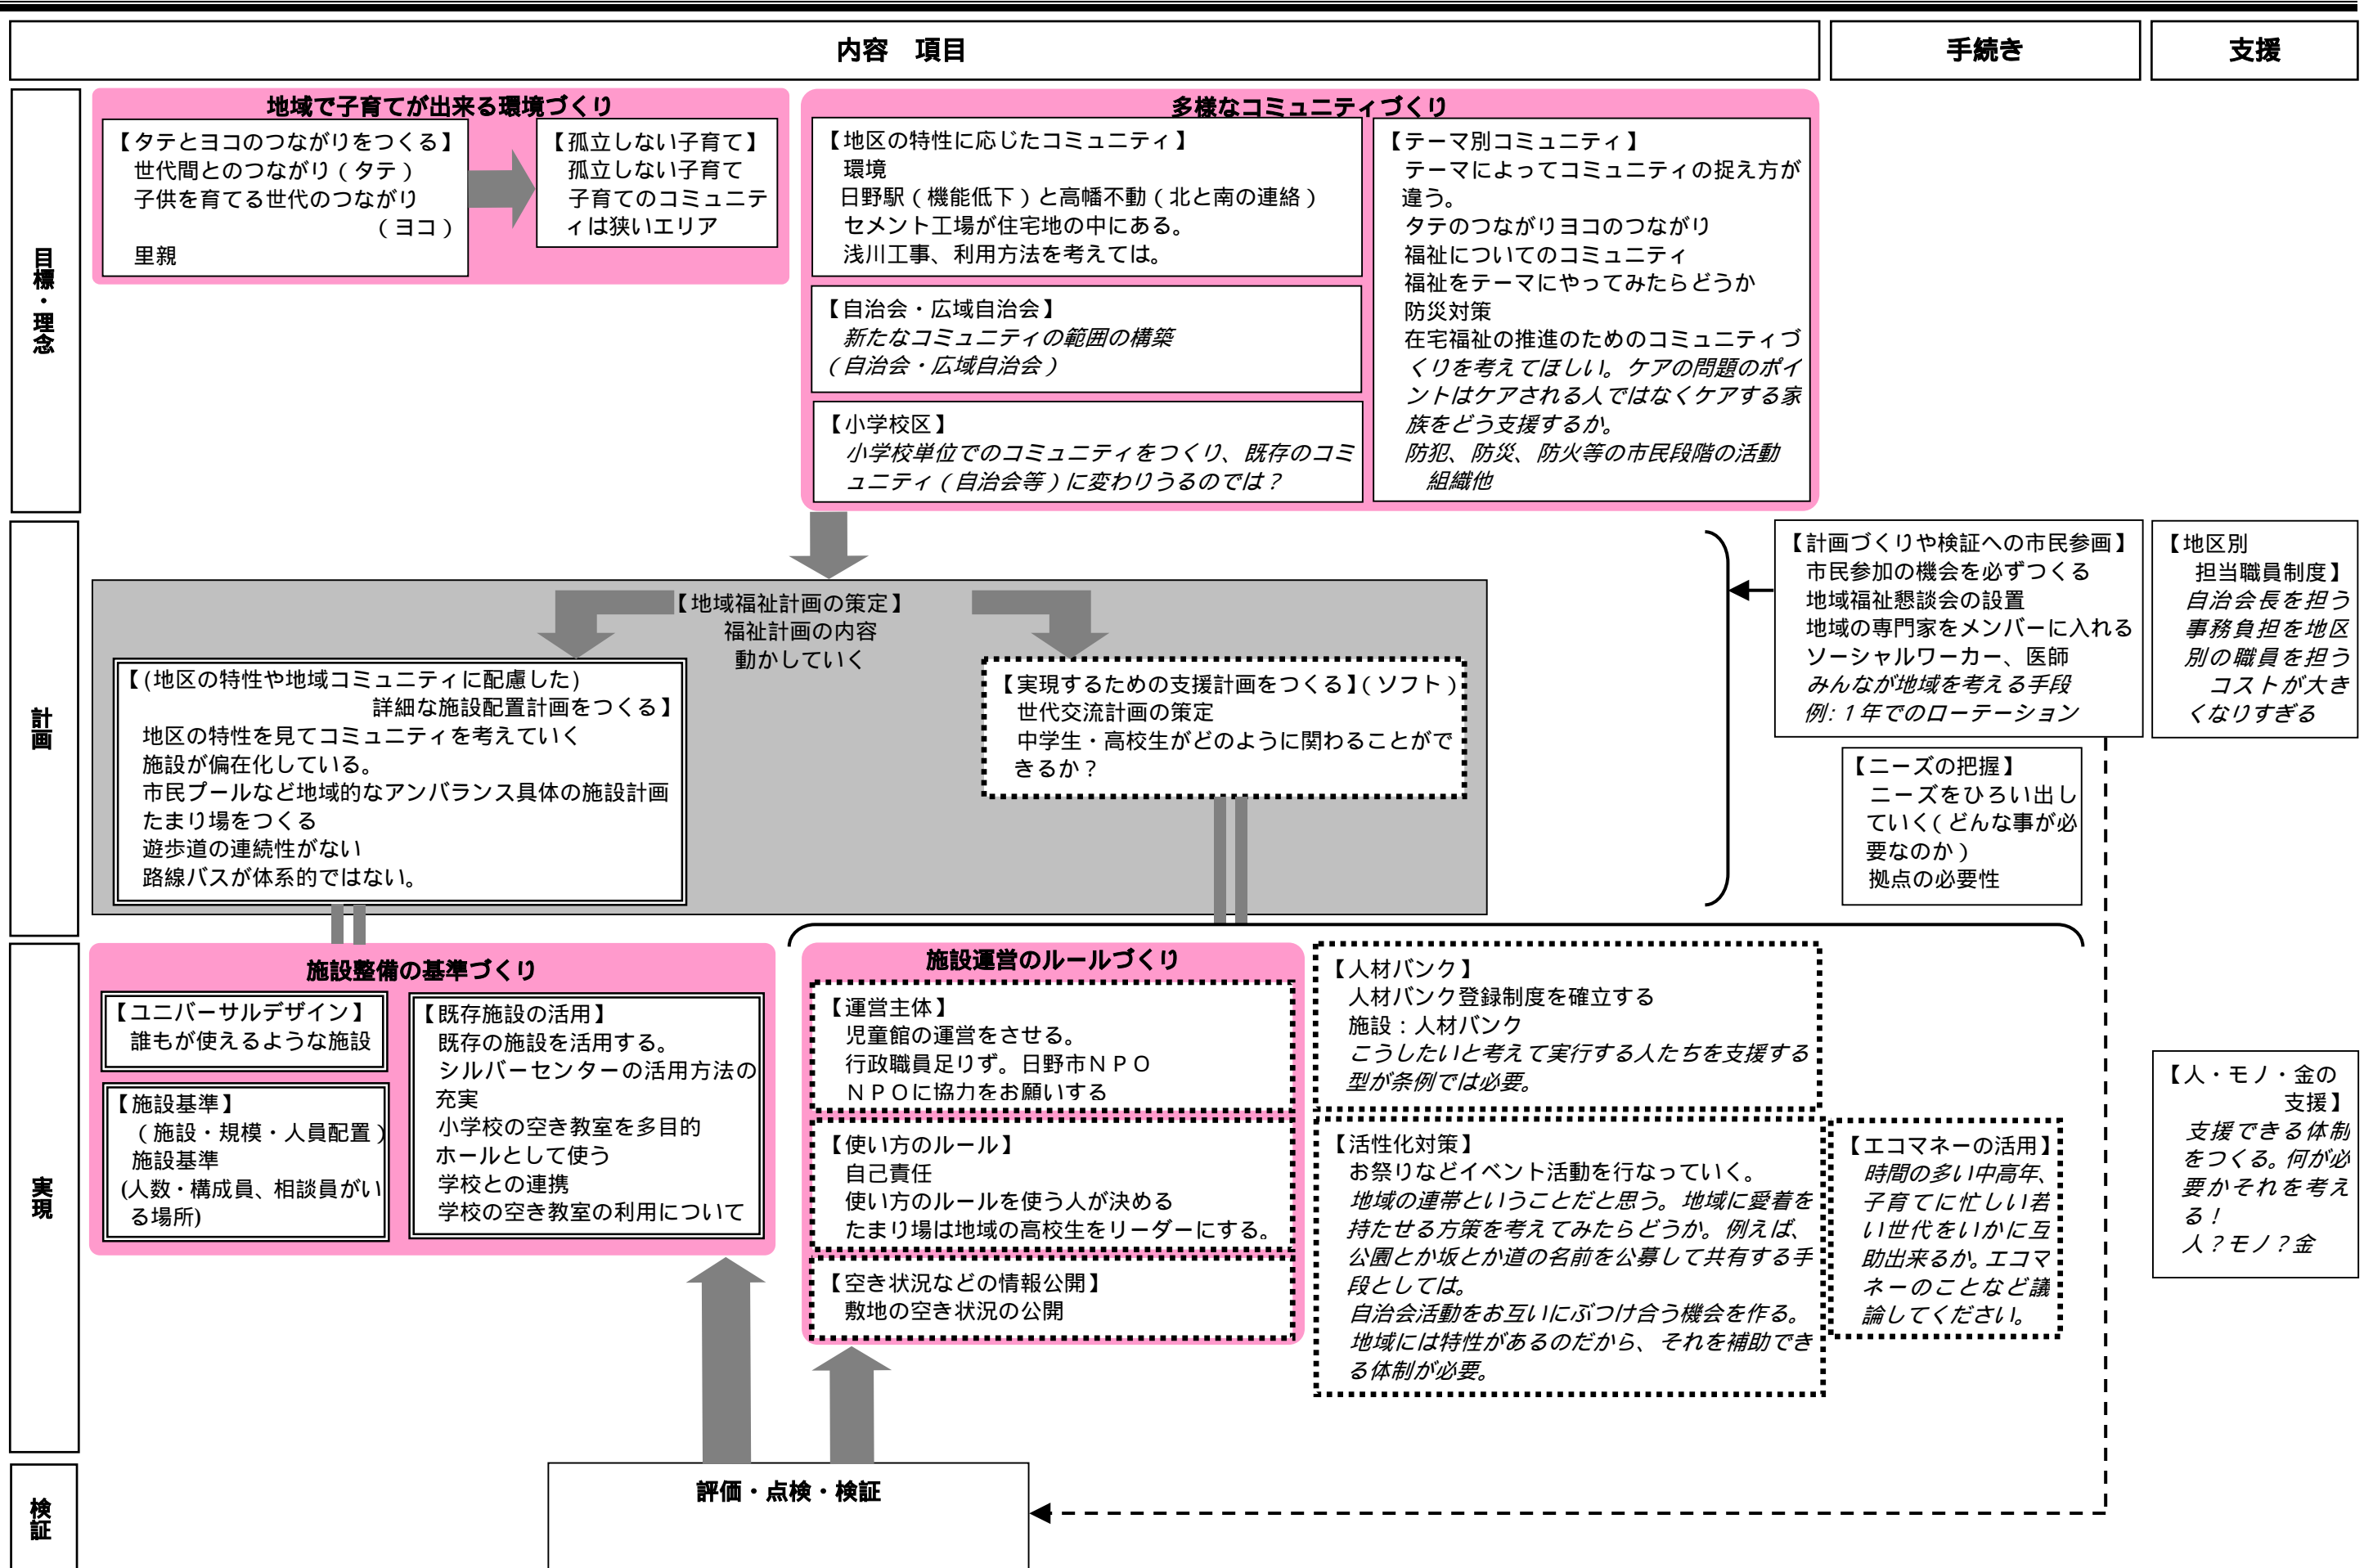 内容　項目
手続き
支援
目標・理念
地域で子育てが出来る環境づくり
【タテとヨコのつながりをつくる】
世代間とのつながり（タテ）
子供を育てる世代のつながり
（ヨコ）
里親
【孤立しない子育て】
孤立しない子育て
子育てのコミュニテ
ィは狭いエリア
多様なコミュニティづくり
【地区の特性に応じたコミュニティ】
環境
日野駅（機能低下）と高幡不動（北と南の連絡）
セメント工場が住宅地の中にある。
浅川工事、利用方法を考えては。
【自治会・広域自治会】
新たなコミュニティの範囲の構築
（自治会・広域自治会）
【小学校区】
小学校単位でのコミュニティをつくり、既存のコミ
ュニティ（自治会等）に変わりうるのでは？
【テーマ別コミュニティ】
テーマによってコミュニティの捉え方が
違う。
タテのつながりヨコのつながり
福祉についてのコミュニティ
福祉をテーマにやってみたらどうか
防災対策
在宅福祉の推進のためのコミュニティづ
くりを考えてほしい。ケアの問題のポイ
ントはケアされる人ではなくケアする家
族をどう支援するか。
防犯、防災、防火等の市民段階の活動
組織他
計画
【地域福祉計画の策定】
福祉計画の内容
動かしていく
【(地区の特性や地域コミュニティに配慮した)
詳細な施設配置計画をつくる】
地区の特性を見てコミュニティを考えていく
施設が偏在化している。
市民プールなど地域的なアンバランス具体の施設計画
たまり場をつくる
遊歩道の連続性がない
路線バスが体系的ではない。
【実現するための支援計画をつくる】（ソフト）
世代交流計画の策定
中学生・高校生がどのように関わることがで
きるか？
【計画づくりや検証への市民参画】
市民参加の機会を必ずつくる
地域福祉懇談会の設置
地域の専門家をメンバーに入れる
ソーシャルワーカー、医師
みんなが地域を考える手段
例：１年でのローテーション
【ニーズの把握】
ニーズをひろい出し
ていく（どんな事が必
要なのか）
拠点の必要性
【地区別
担当職員制度】
自治会長を担う
事務負担を地区
別の職員を担う
コストが大き
くなりすぎる
実現
施設整備の基準づくり
【ユニバーサルデザイン】
誰もが使えるような施設
【施設基準】
（施設・規模・人員配置）
施設基準
(人数・構成員、相談員がい
る場所)
【既存施設の活用】
既存の施設を活用する。
シルバーセンターの活用方法の
充実
小学校の空き教室を多目的
ホールとして使う
学校との連携
学校の空き教室の利用について
施設運営のルールづくり
【運営主体】
児童館の運営をさせる。
行政職員足りず。日野市ＮＰＯ
ＮＰＯに協力をお願いする
【使い方のルール】
自己責任
使い方のルールを使う人が決める
たまり場は地域の高校生をリーダーにする。
【空き状況などの情報公開】
敷地の空き状況の公開
【人材バンク】
人材バンク登録制度を確立する
施設：人材バンク
こうしたいと考えて実行する人たちを支援する
型が条例では必要。
【活性化対策】
お祭りなどイベント活動を行なっていく。
地域の連帯ということだと思う。地域に愛着を
持たせる方策を考えてみたらどうか。例えば、
公園とか坂とか道の名前を公募して共有する手
段としては。
自治会活動をお互いにぶつけ合う機会を作る。
地域には特性があるのだから、それを補助でき
る体制が必要。
【エコマネーの活用】
時間の多い中高年、
子育てに忙しい若
い世代をいかに互
助出来るか。エコマ
ネーのことなど議
論してください。
【人・モノ・金の
支援】
支援できる体制
をつくる。何が必
要かそれを考え
る！
人？モノ？金
検証
評価・点検・検証